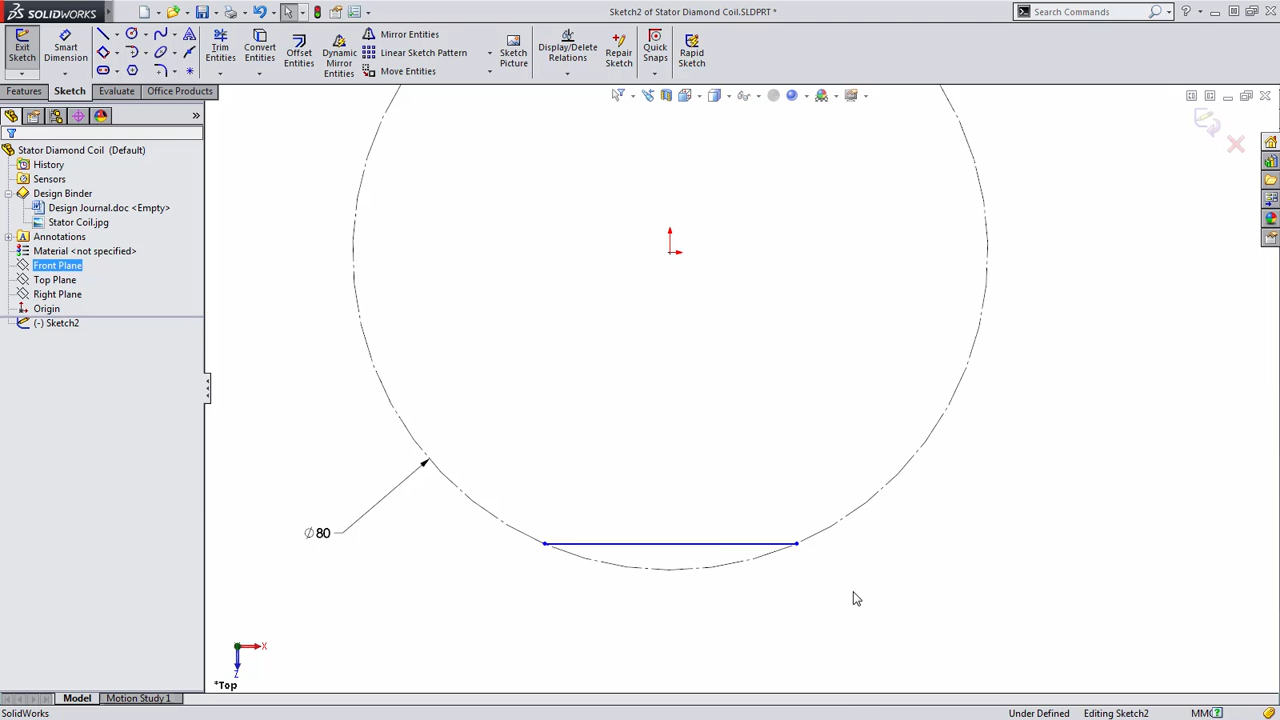 SOLIDWORKS
Sketch2 of Stator Diamond Coil.SLDPRT *
Search Commands
Exit Sketch
Smart Dimension
Trim Entities
Convert Entities
Offset Entities
Dynamic Mirror Entities
Mirror Entities
Linear Sketch Pattern
Move Entities
Sketch Picture
Display/Delete Relations
Repair Sketch
Quick Snaps
Rapid Sketch
Features
Sketch
Evaluate
Office Products
Stator Diamond Coil (Default)
History
Sensors
Design Binder
Design Journal.doc <Empty>
Stator Coil.jpg
Annotations
Material <not specified>
Front Plane
Top Plane
Right Plane
Origin
(-) Sketch2
∅80
X
Z
*Top
Model
Motion Study 1
SolidWorks
Under Defined
Editing Sketch2